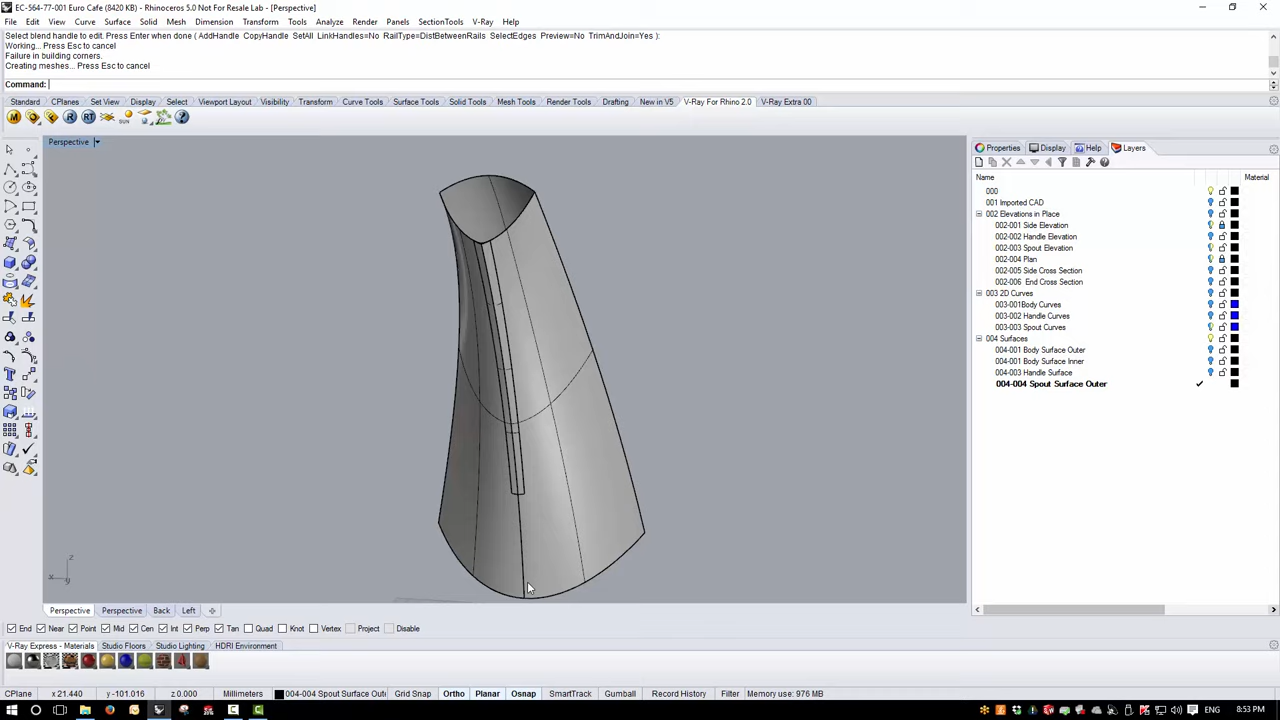 EC-564-77-001 Euro Cafe (8420 KB) - Rhinoceros 5.0 Not For Resale Lab - [Perspective]
File Edit View Curve Surface Solid Mesh Dimension Transform Tools Analyze Render Panels SectionTools V-Ray Help
Select blend handle to edit. Press Enter when done ( AddHandle CopyHandle SetAll LinkHandles=No RailType=DistBetweenRails SelectEdges Preview=No TrimAndJoin=Yes ):
Working... Press Esc to cancel
Failure in building corners.
Creating meshes... Press Esc to cancel
Command:
Standard CPlanes Set View Display Select Viewport Layout Visibility Transform Curve Tools Surface Tools Solid Tools Mesh Tools Render Tools Drafting New in V5 V-Ray For Rhino 2.0 V-Ray Extra 00
Perspective
Properties Display Help Layers
Name Material
000
001 Imported CAD
002 Elevations in Place
002-001 Side Elevation
002-002 Handle Elevation
002-003 Spout Elevation
002-004 Plan
002-005 Side Cross Section
002-006 End Cross Section
003 2D Curves
003-001Body Curves
003-002 Handle Curves
003-003 Spout Curves
004 Surfaces
004-001 Body Surface Outer
004-001 Body Surface Inner
004-003 Handle Surface
004-004 Spout Surface Outer
z
x y
Perspective Perspective Back Left
End Near Point Mid Cen Int Perp Tan Quad Knot Vertex Project Disable
V-Ray Express - Materials Studio Floors Studio Lighting HDRI Environment
CPlane x 21.440 y -101.016 z 0.000 Millimeters 004-004 Spout Surface Oute Grid Snap Ortho Planar Osnap SmartTrack Gumball Record History Filter Memory use: 976 MB
ENG 8:53 PM